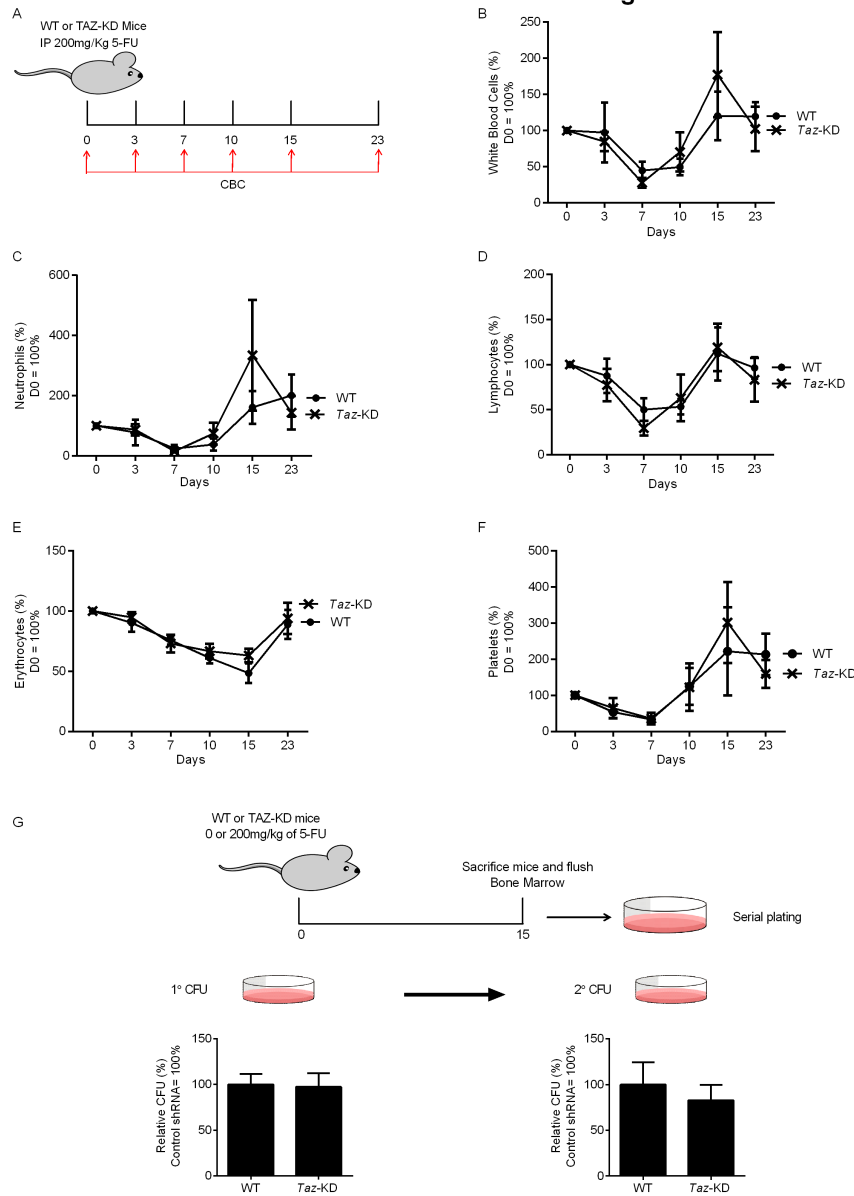 g
A
WT or TAZ-KD Mice
IP 200mg/Kg 5-FU
0 3 7 10 15 23
CBC
B
White Blood Cells (%)
D0 = 100%
250
200
150
100
50
0
0 3 7 10 15 23
Days
WT
Taz-KD
C
Neutrophils (%)
D0 = 100%
600
400
200
0
0 3 7 10 15 23
Days
WT
Taz-KD
D
Lymphocytes (%)
D0 = 100%
200
150
100
50
0
0 3 7 10 15 23
Days
WT
Taz-KD
E
Erythrocytes (%)
D0 = 100%
150
100
50
0
0 3 7 10 15 23
Days
Taz-KD
WT
F
Platelets (%)
D0 = 100%
500
400
300
200
100
0
0 3 7 10 15 23
Days
WT
Taz-KD
G
WT or TAZ-KD mice
0 or 200mg/kg of 5-FU
Sacrifice mice and flush
Bone Marrow
0 15
Serial plating
1° CFU
2° CFU
Relative CFU (%)
Control shRNA= 100%
150
100
50
0
WT Taz-KD
Relative CFU (%)
Control shRNA= 100%
150
100
50
0
WT Taz-KD